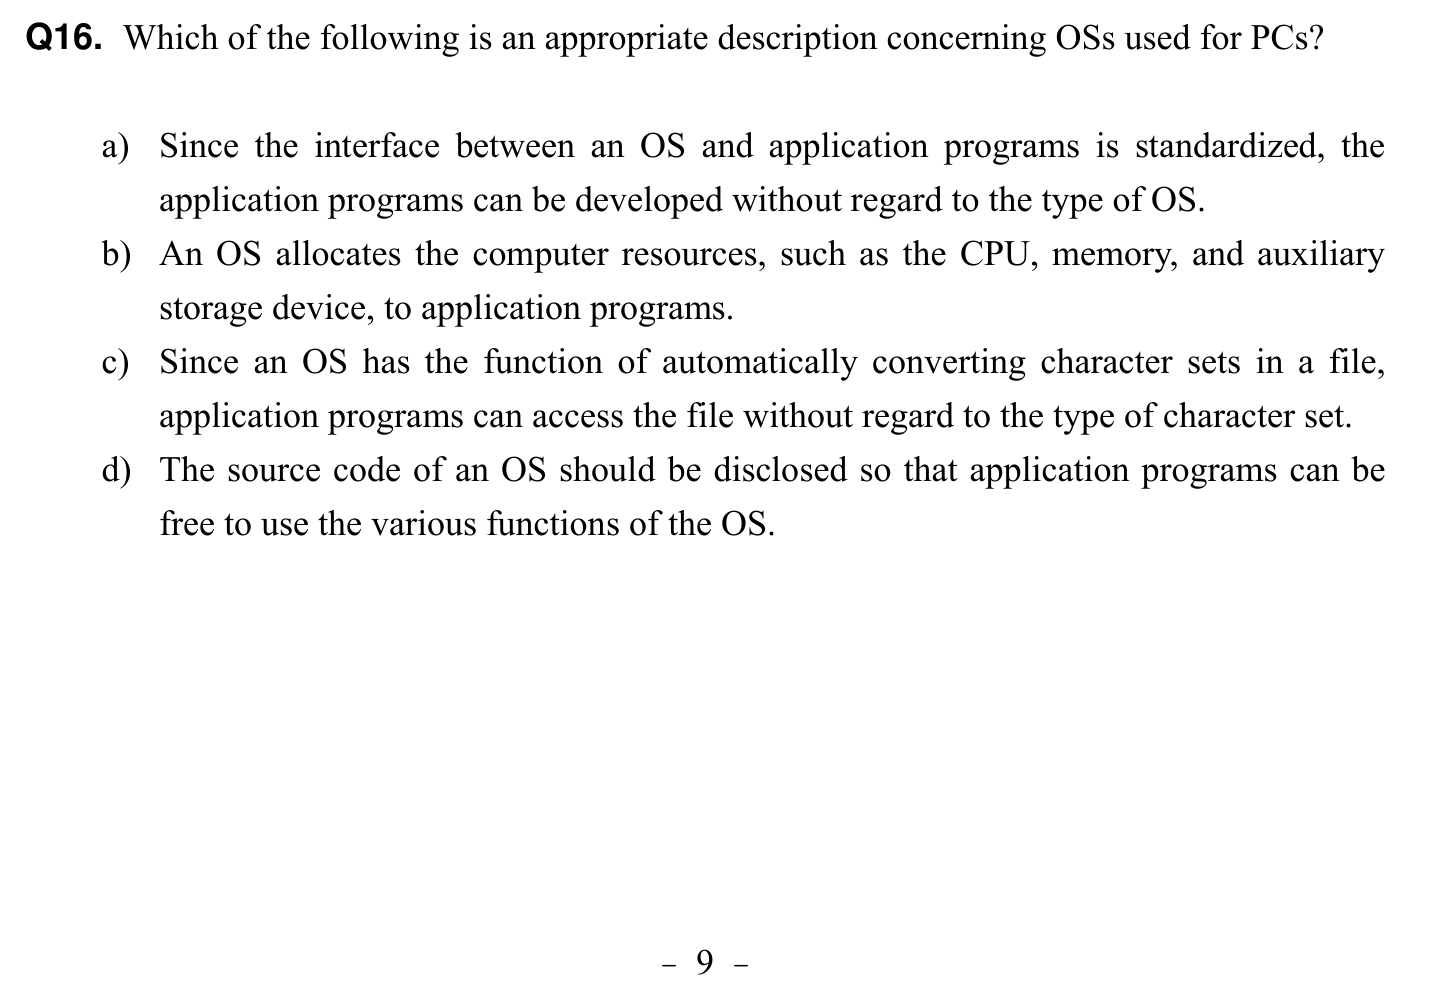 Q16. Which of the following is an appropriate description concerning OSs used for PCs?
a) Since the interface between an OS and application programs is standardized, the
application programs can be developed without regard to the type of OS.
b) An OS allocates the computer resources, such as the CPU, memory, and auxiliary
storage device, to application programs.
c) Since an OS has the function of automatically converting character sets in a file,
application programs can access the file without regard to the type of character set.
d) The source code of an OS should be disclosed so that application programs can be
free to use the various functions of the OS.
– 9 –